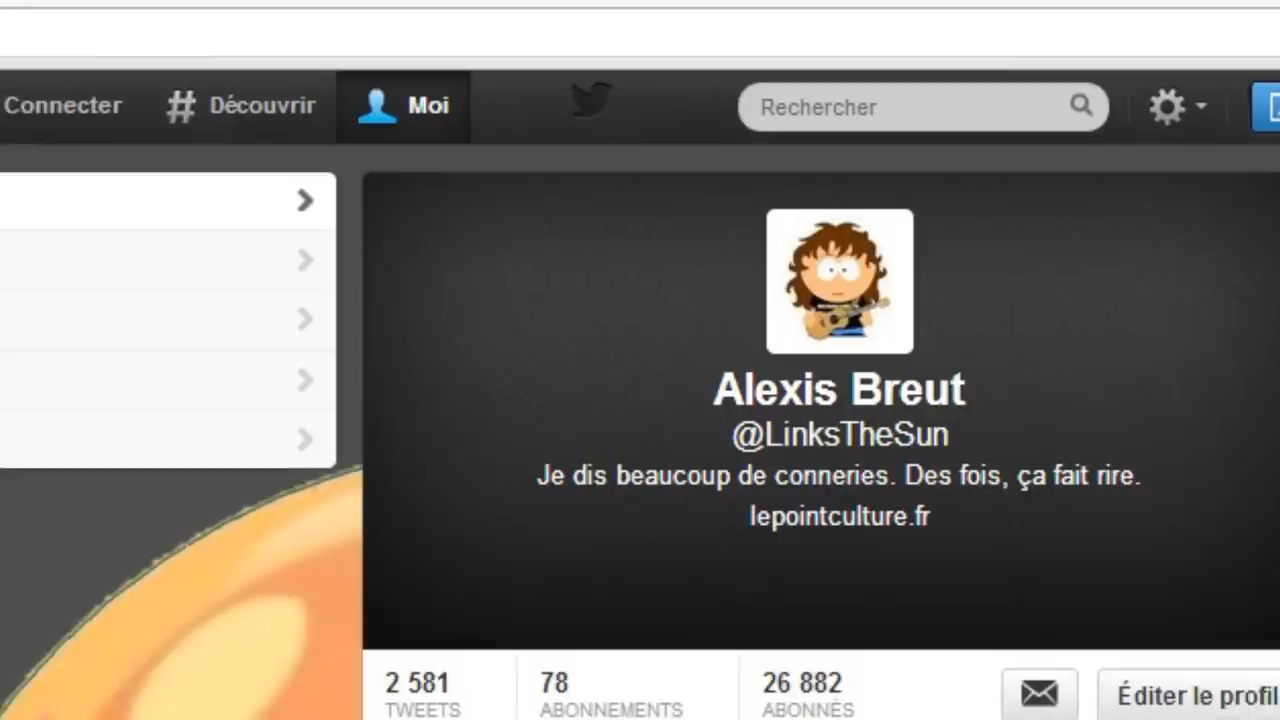 Connecter # Découvrir Moi Rechercher
Alexis Breut
@LinksTheSun
Je dis beaucoup de conneries. Des fois, ça fait rire.
lepointculture.fr
2 581 78 26 882
TWEETS ABONNEMENTS ABONNÉS
Éditer le profil